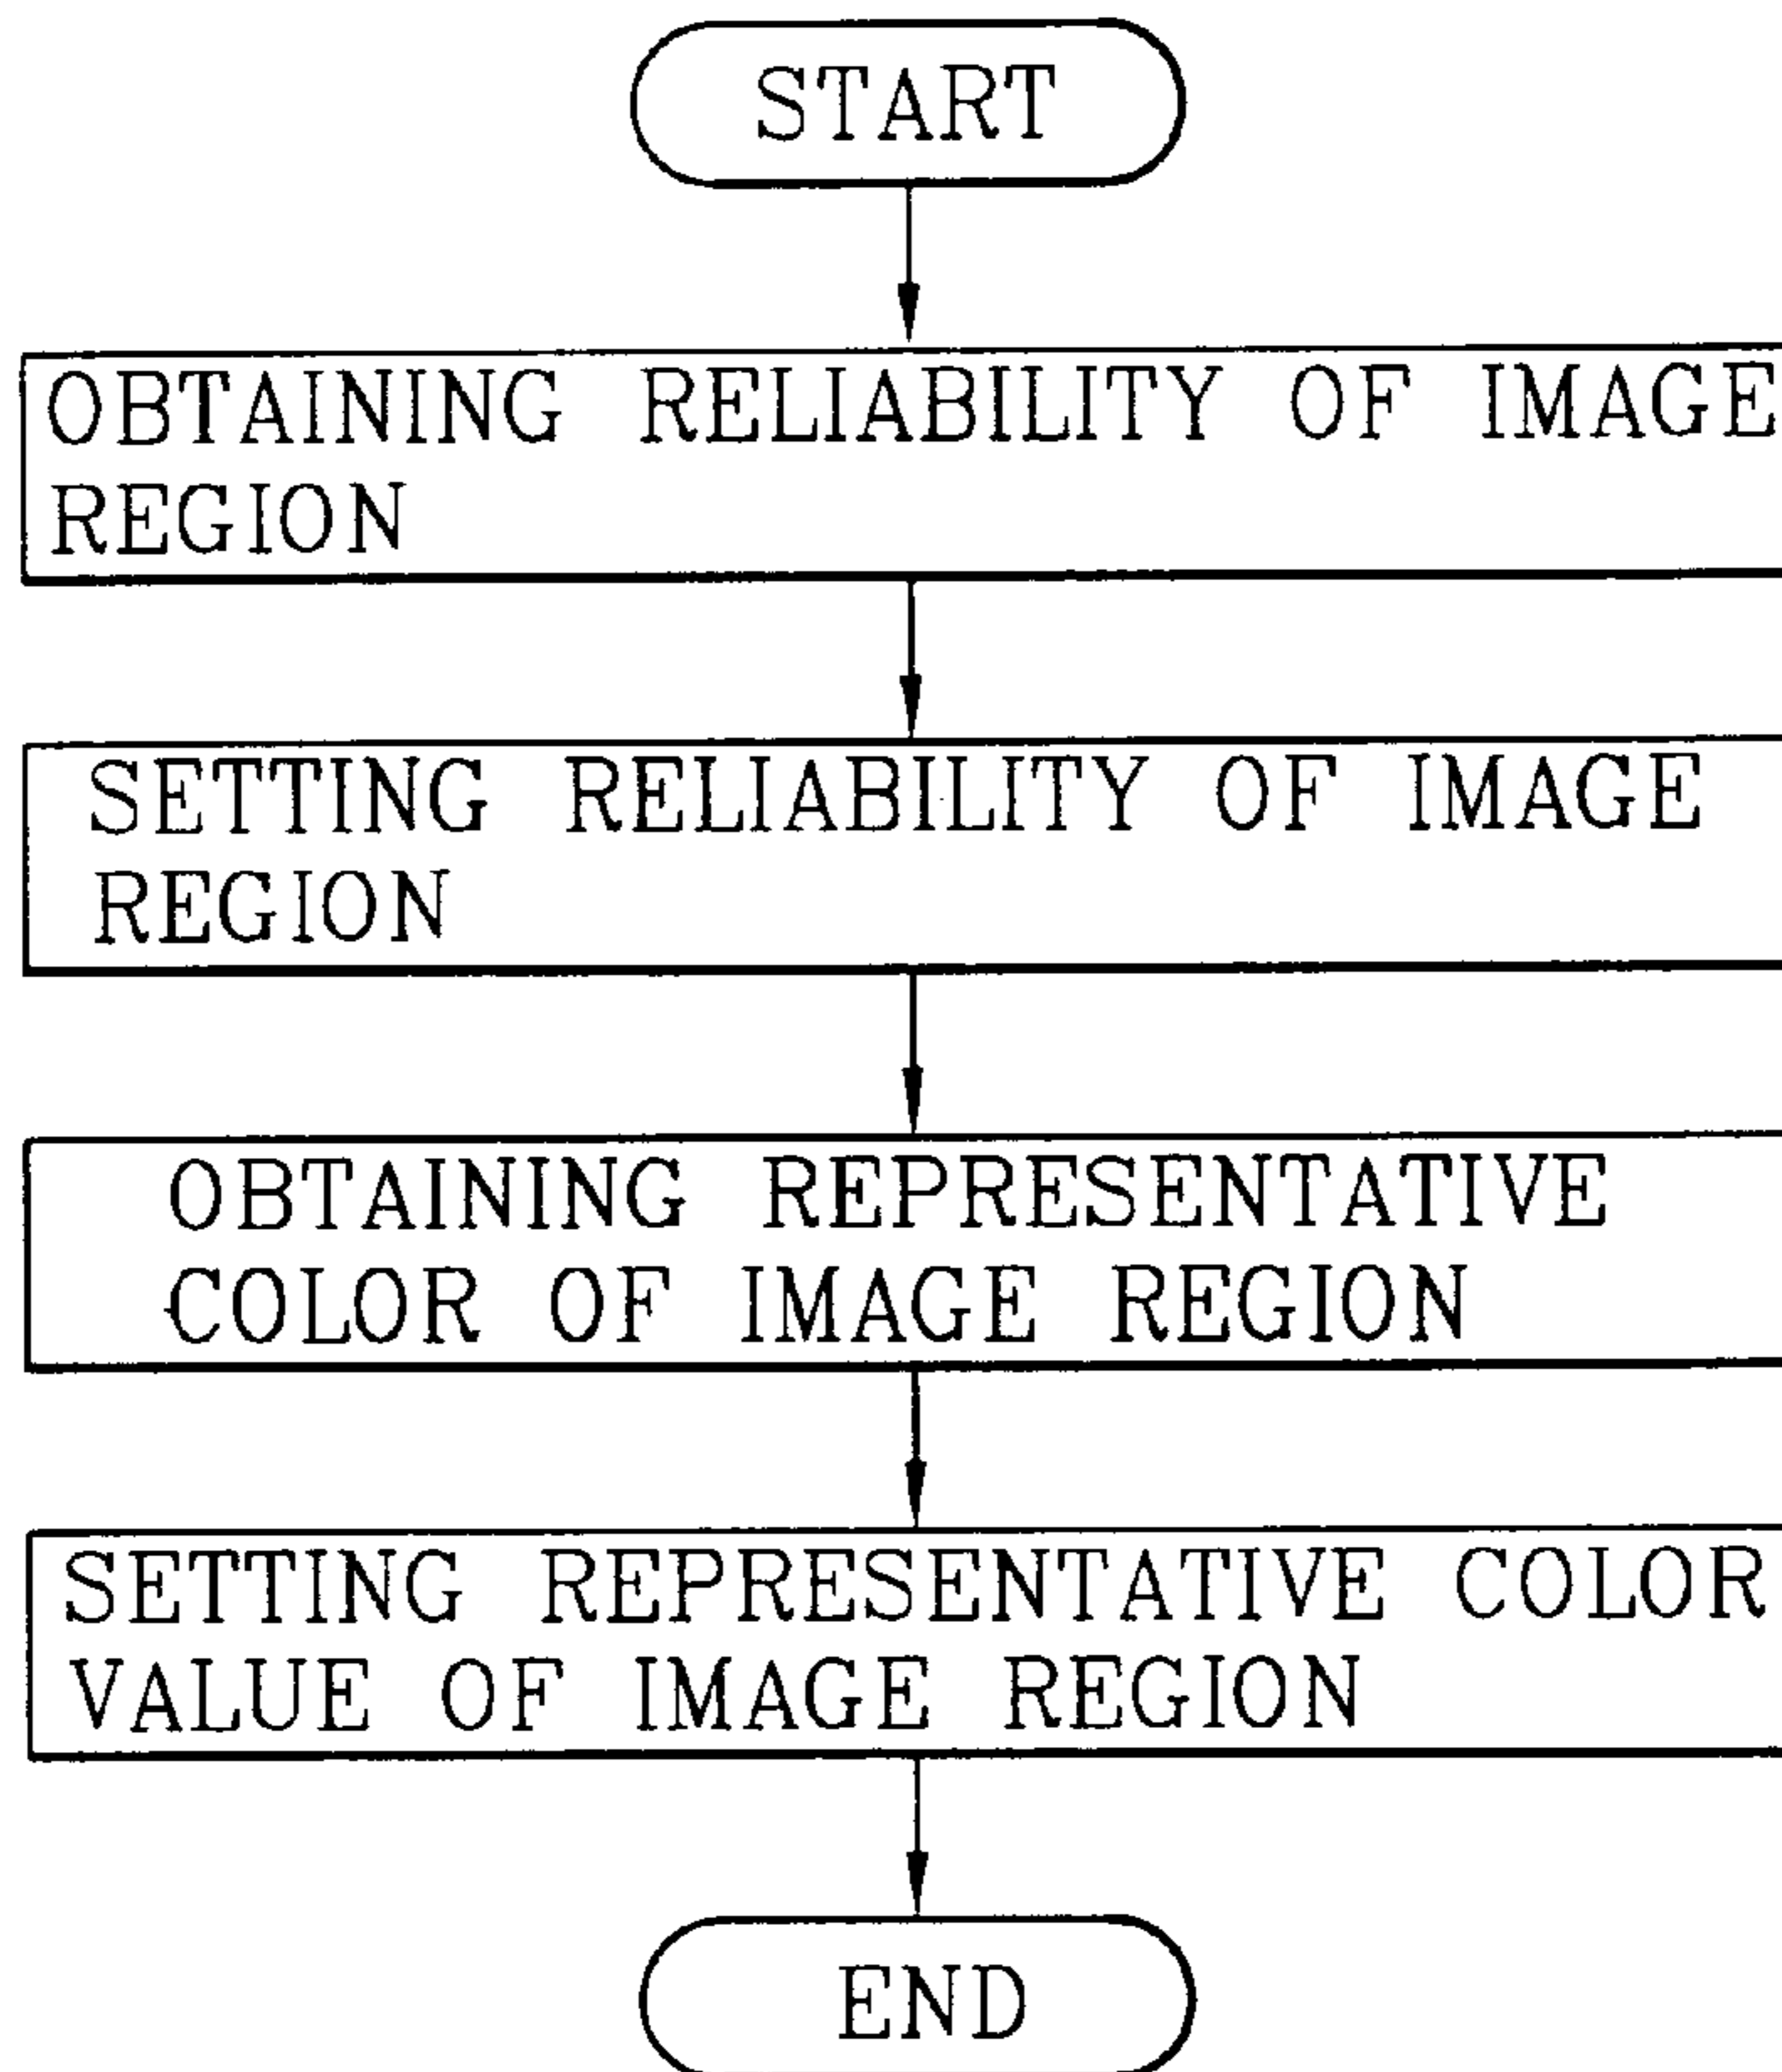 START
OBTAINING RELIABILITY OF IMAGE
REGION
SETTING RELIABILITY OF IMAGE
REGION
OBTAINING REPRESENTATIVE
COLOR OF IMAGE REGION
SETTING REPRESENTATIVE COLOR
VALUE OF IMAGE REGION
END